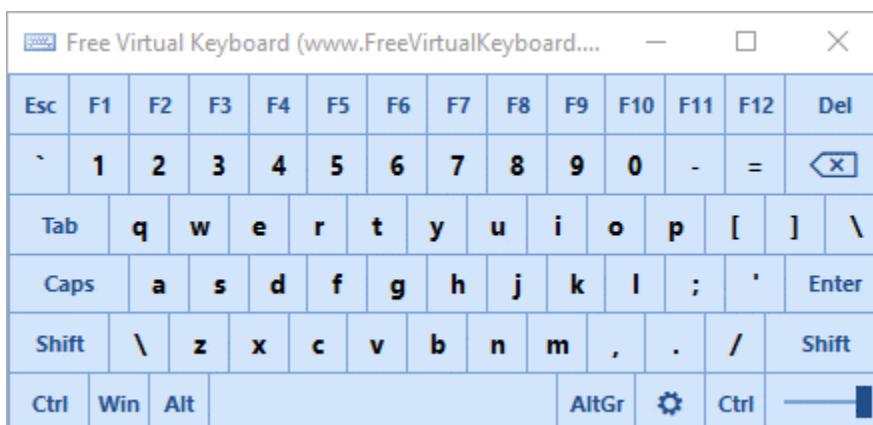 Free Virtual Keyboard (www.FreeVirtualKeyboard....
Esc F1 F2 F3 F4 F5 F6 F7 F8 F9 F10 F11 F12 Del
` 1 2 3 4 5 6 7 8 9 0 - =
Tab q w e r t y u i o p [ ] \
Caps a s d f g h j k l ; ' Enter
Shift \ z x c v b n m , . / Shift
Ctrl Win Alt AltGr Ctrl